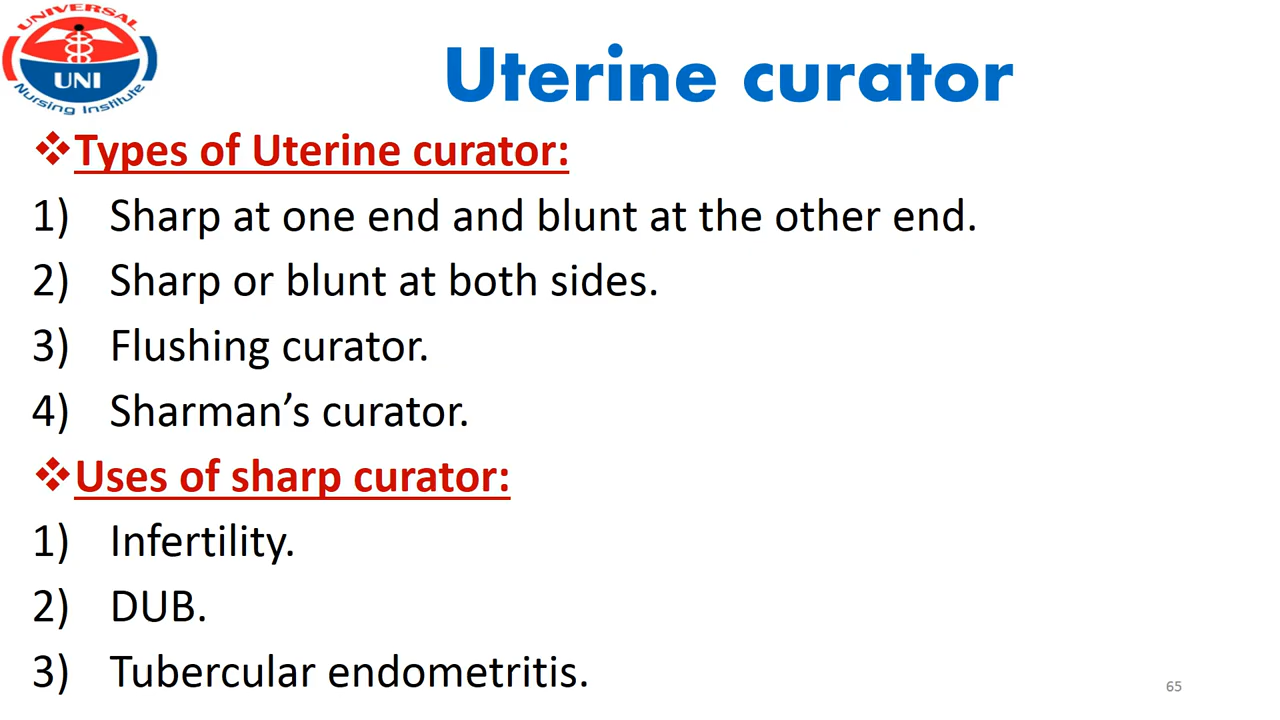 UNIVERSAL
UNI
Nursing Institute
Uterine curator
❖Types of Uterine curator:
1) Sharp at one end and blunt at the other end.
2) Sharp or blunt at both sides.
3) Flushing curator.
4) Sharman’s curator.
❖Uses of sharp curator:
1) Infertility.
2) DUB.
3) Tubercular endometritis.
65